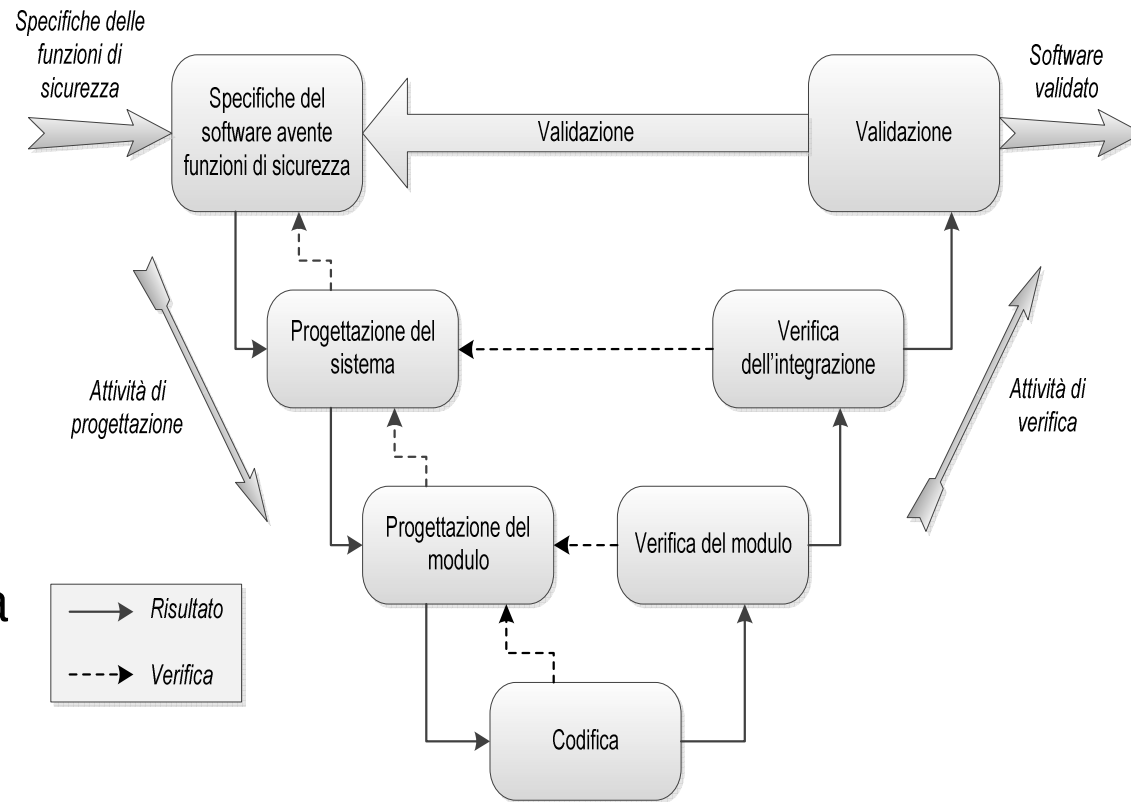 Specifiche delle
funzioni di
sicurezza
Specifiche del
software avente
funzioni di sicurezza
Validazione
Validazione
Software
validato
Progettazione del
sistema
Verifica
dell'integrazione
Attività di
progettazione
Attività di
verifica
Progettazione del
modulo
Verifica del modulo
a
Risultato
Verifica
Codifica